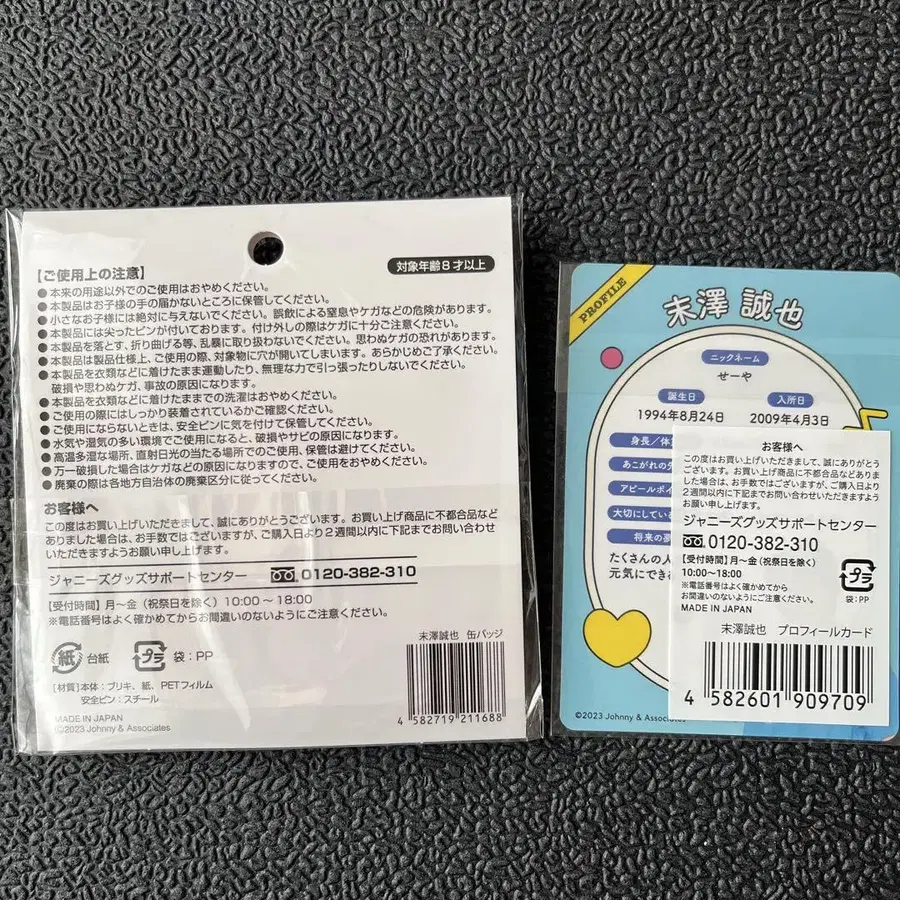 【ご使用上の注意】
対象年齢8才以上
●本来の用途以外でのご使用はおやめください。
●本製品はお子様の手の届かないところに保管してください。
●小さなお子様には絶対に与えないでください。誤飲による窒息やケガなどの危険があります。
●本製品には尖ったピンが付いております。付け外しの際はケガに十分ご注意ください。
●本製品を落とす、折り曲げる等、乱暴に取り扱わないでください。思わぬケガの恐れがあります。
●本製品は製品仕様上、ご使用の際、対象物に穴が開いてしまいます。あらかじめご了承ください。
●本製品を衣類などに着けたまま運動したり、無理な力で引っ張ったりしないでください。
破損や思わぬケガ、事故の原因になります。
●本製品を衣類などに着けたままでの洗濯はおやめください。
●ご使用の際にはしっかり装着されているかご確認ください。
●ご使用にならないときは、安全ピンに気を付けて保管してください。
●水気や湿気の多い環境でご使用になると、破損やサビの原因になります。
●高温多湿な場所、直射日光の当たる場所でのご使用、保管は避けてください。
●万一破損した場合はケガなどの原因になりますので、ご使用をおやめください。
●廃棄の際は各地方自治体の廃棄区分に従ってください。
お客様へ
この度はお買い上げいただきまして、誠にありがとうございます。お買い上げ商品に不都合品など
ありました場合は、お手数ではございますが、ご購入日より2週間以内に下記までお問い合わせ
いただきますようお願い申し上げます。
ジャニーズグッズサポートセンター 0120-382-310
【受付時間】月〜金(祝祭日を除く)10:00〜18:00
※電話番号はよく確かめてからお間違いのないようにご注意ください。
紙 台紙 プラ 袋:PP
【材質】本体:ブリキ、紙、PETフィルム
安全ピン:スチール
MADE IN JAPAN
©2023 Johnny & Associates
末澤誠也 缶バッジ
4 582719 211688
PROFILE
末澤 誠也
ニックネーム
せーや
誕生日 入所日
1994年8月24日 2009年4月3日
身長/体
あこがれの
アピールポイ
大切にしてい
将来の夢
たくさんの人
元気にでき
お客様へ
この度はお買い上げいただきまして、誠にありがとう
ございます。お買い上げ商品に不都合品などありまし
た場合は、お手数ではございますが、ご購入日より
2週間以内に下記までお問い合わせいただきますよう
お願い申し上げます。
ジャニーズグッズサポートセンター
0120-382-310
【受付時間】月〜金(祝祭日を除く)
10:00〜18:00
※電話番号はよく確かめてから
お間違いのないようにご注意ください。
MADE IN JAPAN
プラ
袋:PP
末澤誠也 プロフィールカード
4 582601 909709
©2023 Johnny & Associates